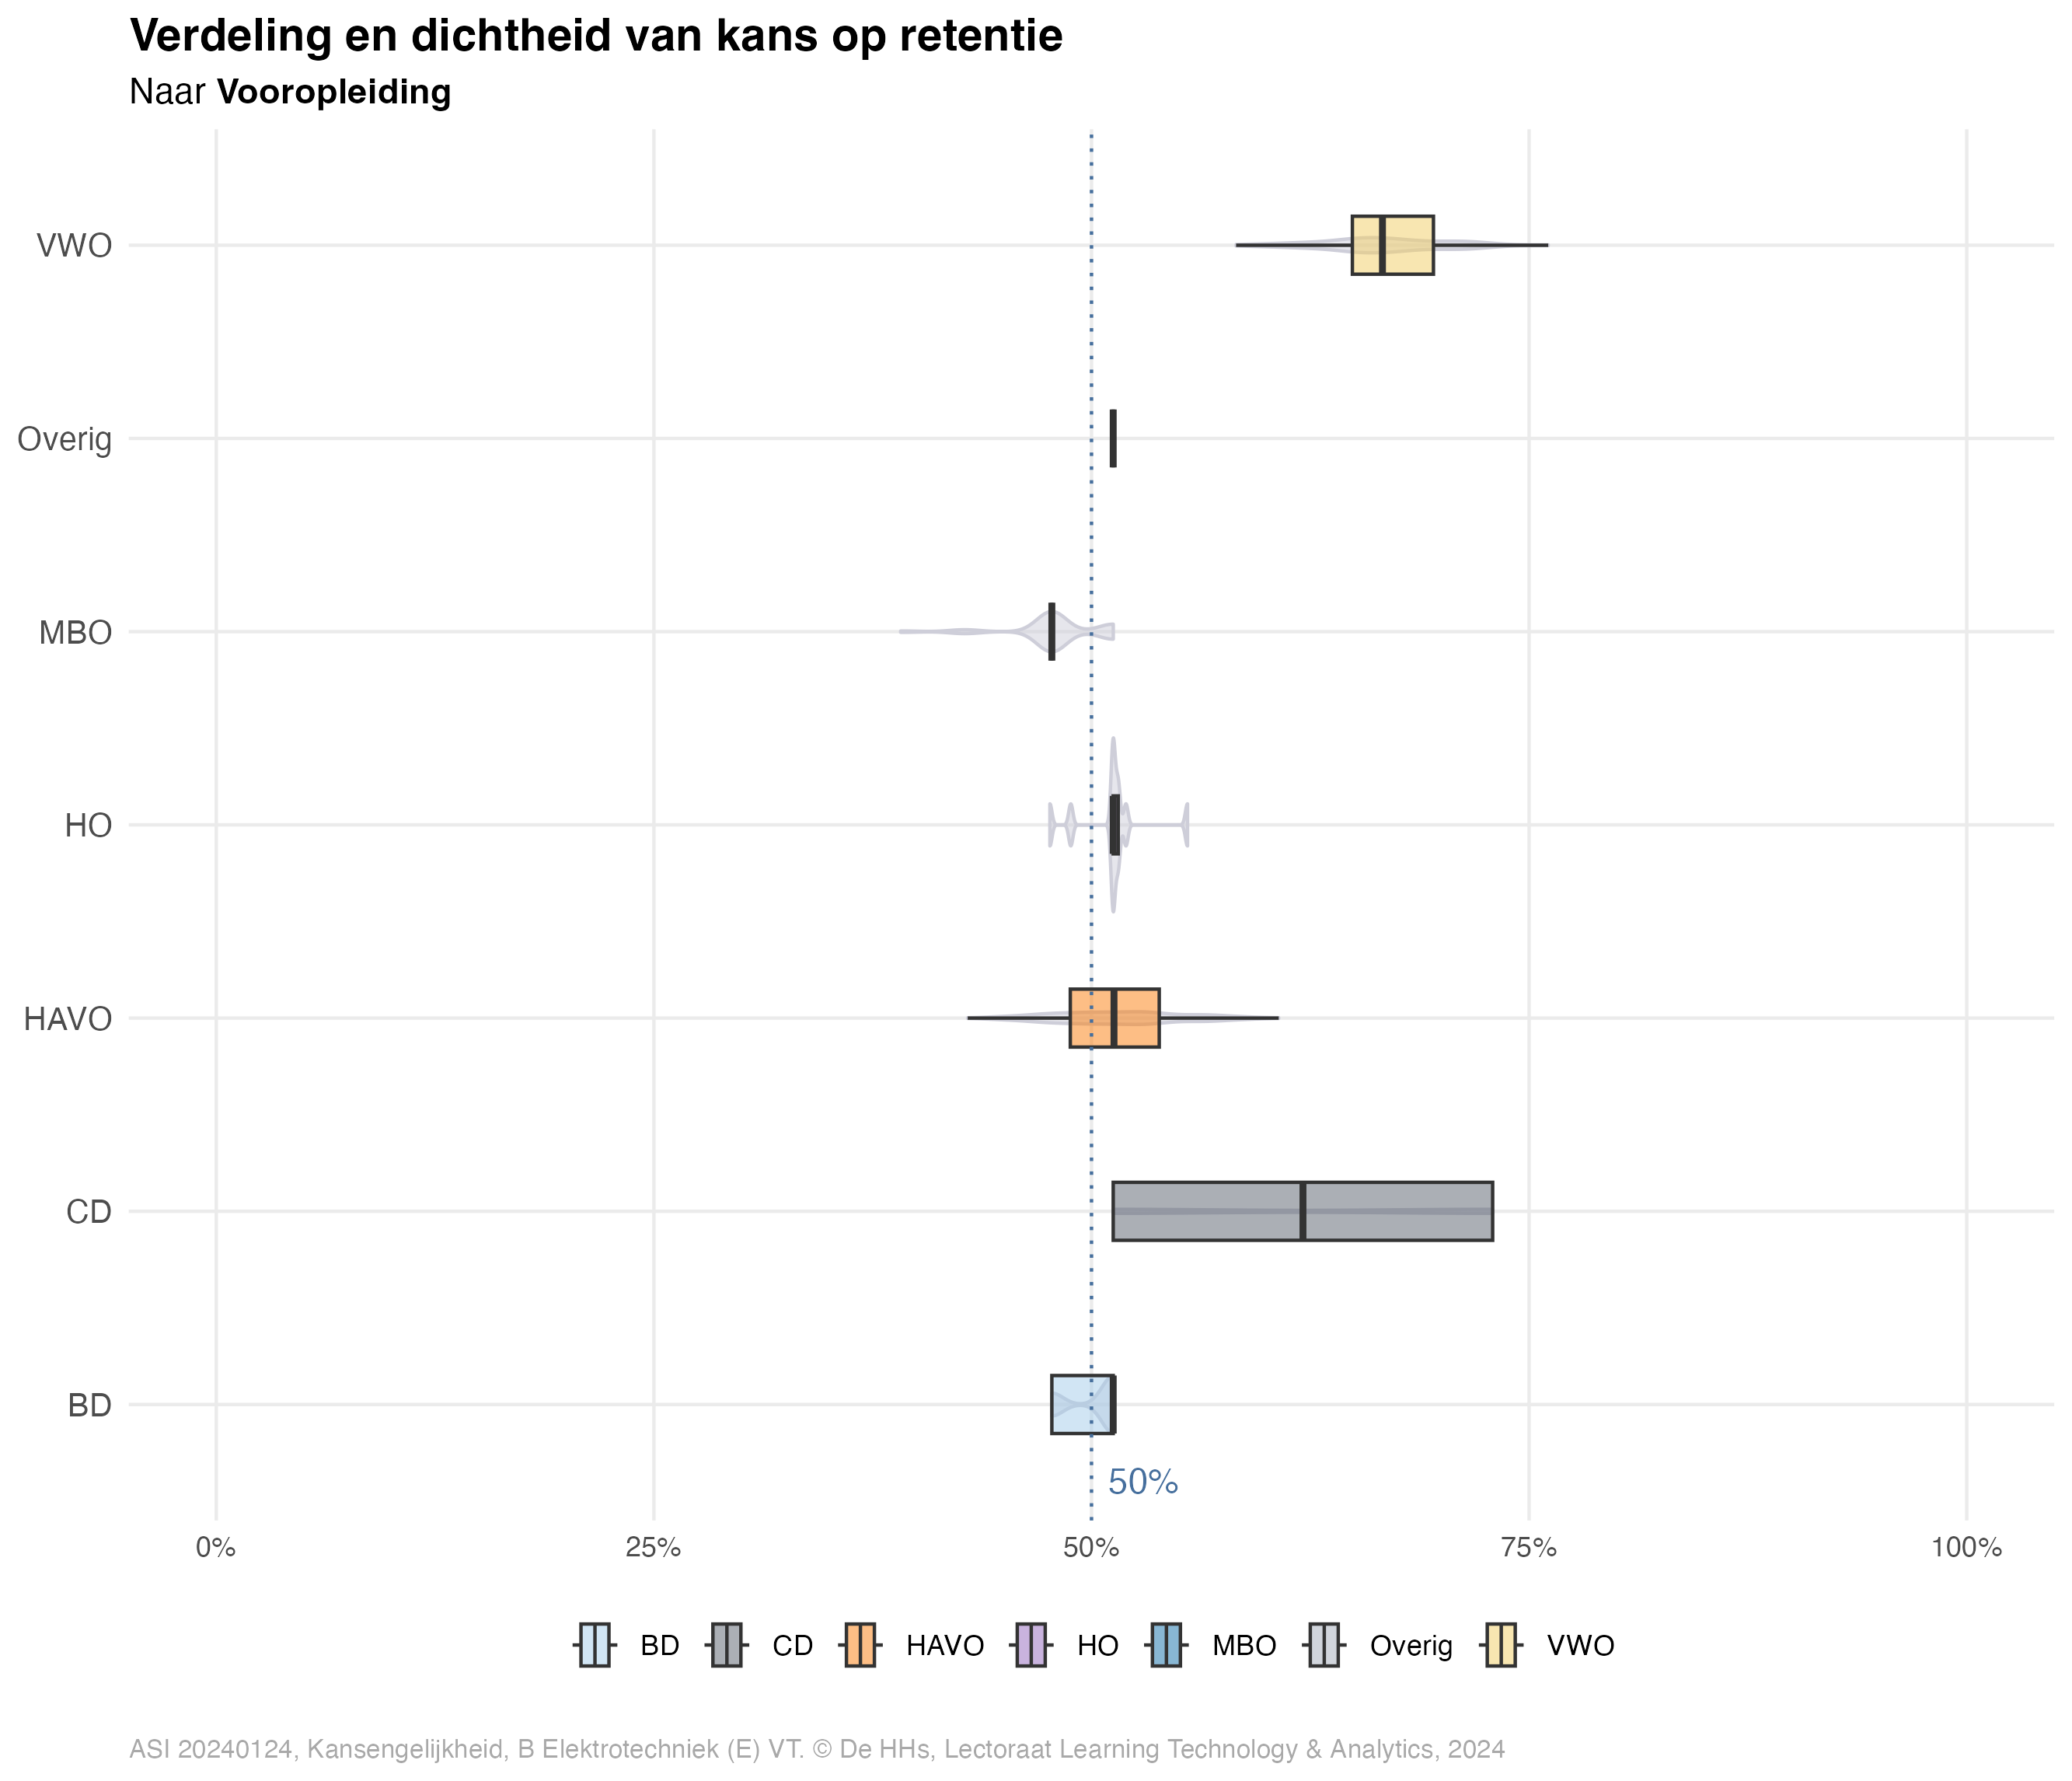 Verdeling en dichtheid van kans op retentie
Naar Vooropleiding
VWO
Overig
MBO
HO
HAVO
CD
BD
50%
0% 25% 50% 75% 100%
BD CD HAVO HO MBO Overig VWO
ASI 20240124, Kansengelijkheid, B Elektrotechniek (E) VT. © De HHs, Lectoraat Learning Technology & Analytics, 2024